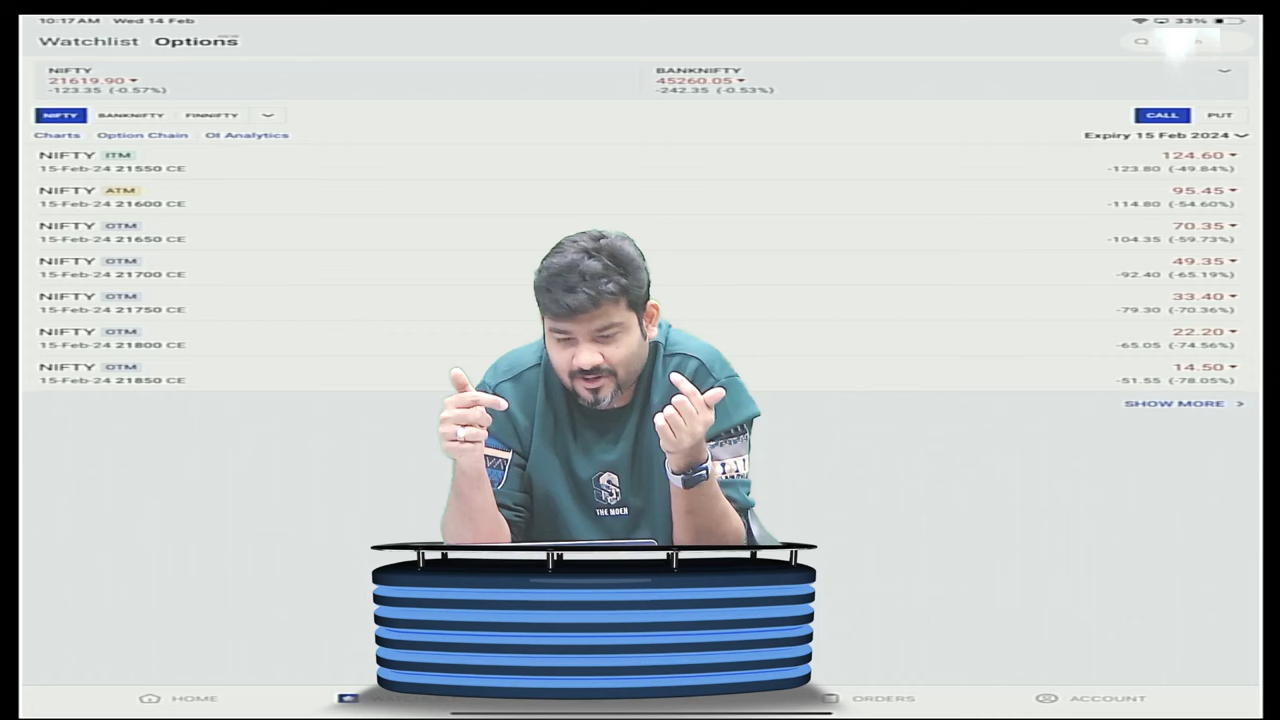 10:17 AM Wed 14 Feb 33%
Watchlist Options
NIFTY BANKNIFTY
21619.90 45260.05
-123.35 (-0.57%) -242.35 (-0.53%)
NIFTY BANKNIFTY FINNIFTY CALL PUT
Charts Option Chain OI Analytics Expiry 15 Feb 2024
NIFTY ITM 124.60
15-Feb-24 21550 CE -123.80 (-49.84%)
NIFTY ATM 95.45
15-Feb-24 21600 CE -114.80 (-54.60%)
NIFTY OTM 70.35
15-Feb-24 21650 CE -104.35 (-59.73%)
NIFTY OTM 49.35
15-Feb-24 21700 CE -92.40 (-65.19%)
NIFTY OTM 33.40
15-Feb-24 21750 CE -79.30 (-70.36%)
NIFTY OTM 22.20
15-Feb-24 21800 CE -65.05 (-74.56%)
NIFTY OTM 14.50
15-Feb-24 21850 CE -51.55 (-78.05%)
SHOW MORE
THE MOEN
HOME ORDERS ACCOUNT